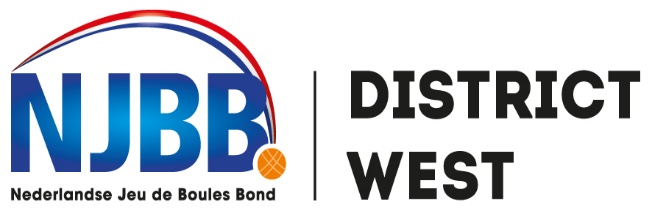 NJBB
Nederlandse Jeu de Boules Bond
DISTRICT
WEST